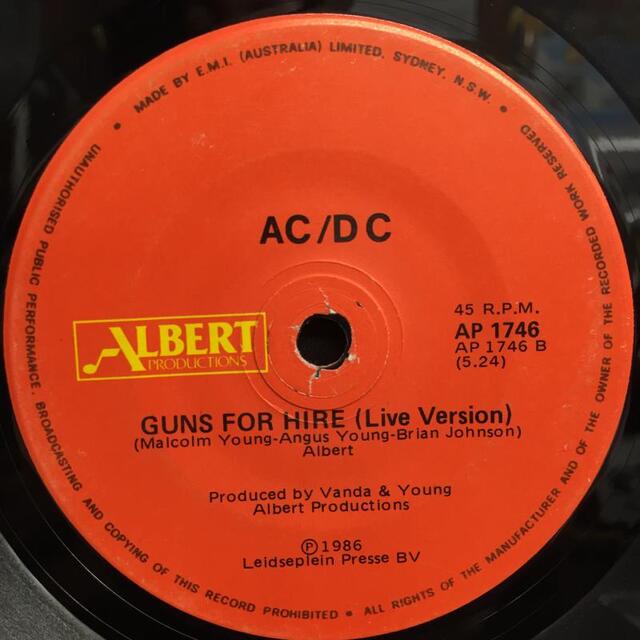 MADE BY E.M.I. (AUSTRALIA) LIMITED, SYDNEY, N.S.W. •
UNAUTHORISED PUBLIC PERFORMANCE, BROADCASTING AND COPYING OF THIS RECORD PROHIBITED • ALL RIGHTS OF THE MANUFACTURER AND OF THE OWNER OF THE RECORDED WORK RESERVED •
AC/DC
ALBERT
PRODUCTIONS
45 R.P.M.
AP 1746
AP 1746 B
(5.24)
GUNS FOR HIRE (Live Version)
(Malcolm Young-Angus Young-Brian Johnson)
Albert
Produced by Vanda & Young
Albert Productions
Ⓟ1986
Leidseplein Presse BV